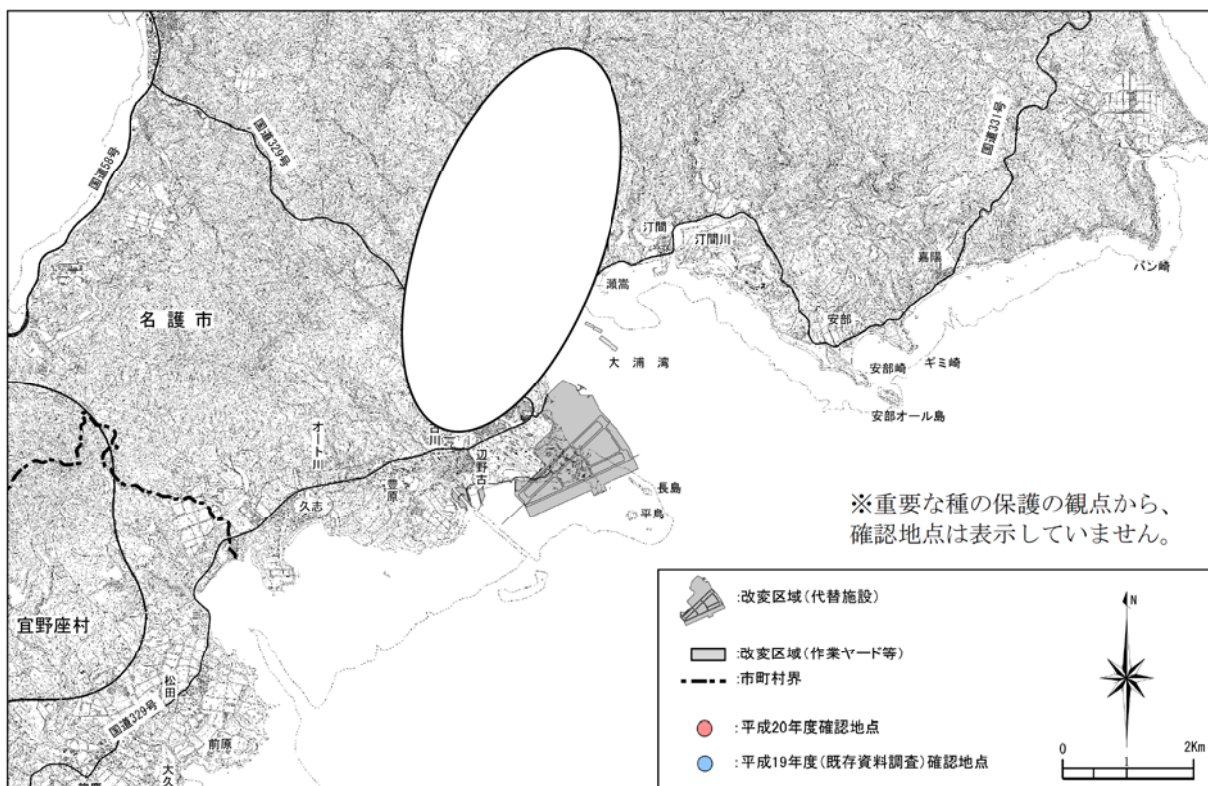 国道58号
国道329号
国道331号
汀間
汀間川
瀬嵩
嘉陽
バン崎
名護市
安部
大浦湾
安部崎
ギミ崎
安部オール島
オート川
辺野古
豊原
久志
長島
平島
※重要な種の保護の観点から、
確認地点は表示していません。
宜野座村
松田
国道329号
前原
大久
:改変区域(代替施設)
:改変区域(作業ヤード等)
:市町村界
:平成20年度確認地点
:平成19年度(既存資料調査)確認地点
N
0
1
2Km